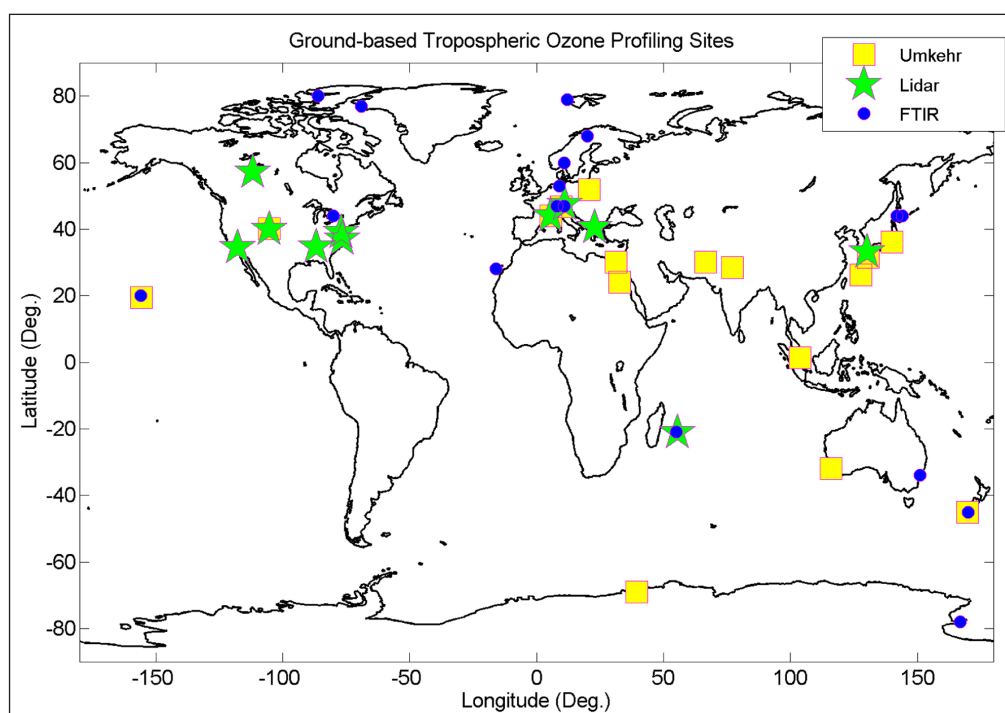 Ground-based Tropospheric Ozone Profiling Sites
Umkehr
Lidar
FTIR
80
60
40
20
0
-20
-40
-60
-80
Latitude (Deg.)
-150 -100 -50 0 50 100 150
Longitude (Deg.)